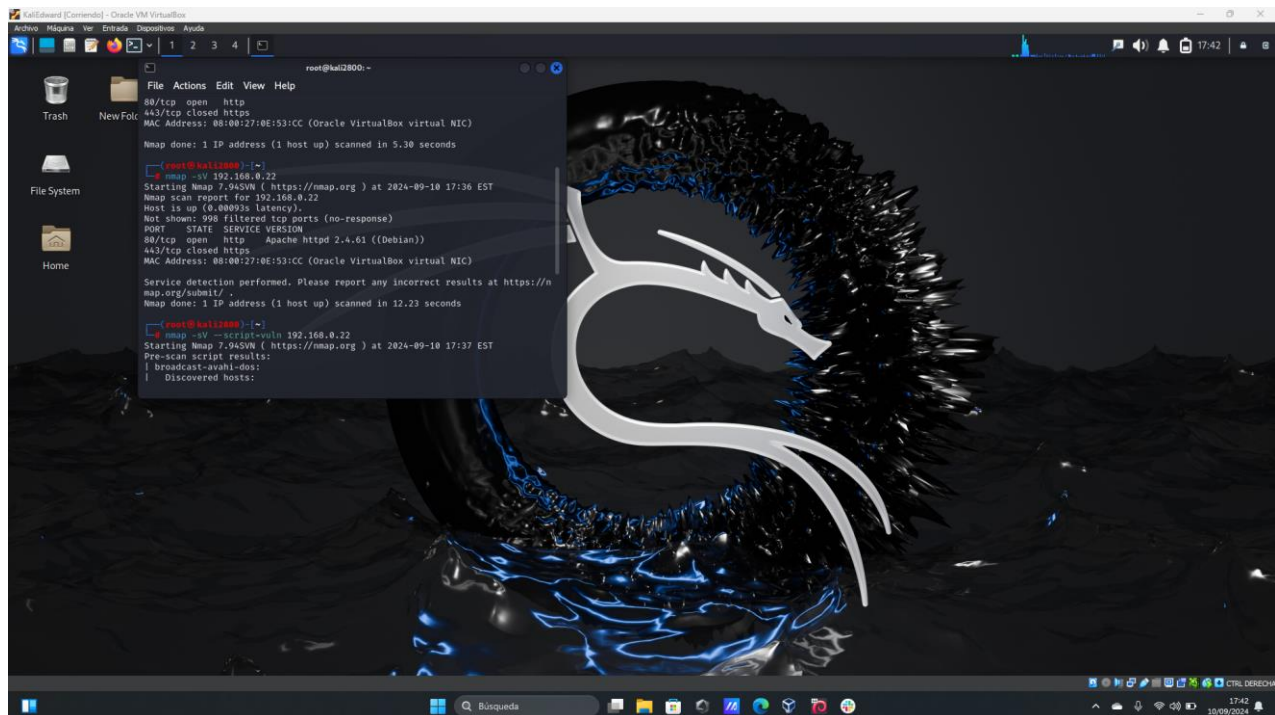 KaliEdward [Corriendo] - Oracle VM VirtualBox
Archivo Máquina Ver Entrada Dispositivos Ayuda
1 2 3 4
17:42
root@kali2800: ~
File Actions Edit View Help
80/tcp open http
443/tcp closed https
MAC Address: 08:00:27:0E:53:CC (Oracle VirtualBox virtual NIC)
Nmap done: 1 IP address (1 host up) scanned in 5.30 seconds
(root㉿kali2800)-[~]
# nmap -sV 192.168.0.22
Starting Nmap 7.94SVN ( https://nmap.org ) at 2024-09-10 17:36 EST
Nmap scan report for 192.168.0.22
Host is up (0.00093s latency).
Not shown: 998 filtered tcp ports (no-response)
PORT STATE SERVICE VERSION
80/tcp open http Apache httpd 2.4.61 ((Debian))
443/tcp closed https
MAC Address: 08:00:27:0E:53:CC (Oracle VirtualBox virtual NIC)
Service detection performed. Please report any incorrect results at https://n
map.org/submit/ .
Nmap done: 1 IP address (1 host up) scanned in 12.23 seconds
(root㉿kali2800)-[~]
# nmap -sV --script=vuln 192.168.0.22
Starting Nmap 7.94SVN ( https://nmap.org ) at 2024-09-10 17:37 EST
Pre-scan script results:
| broadcast-avahi-dos:
| Discovered hosts:
Trash
New Fold
File System
Home
CTRL DERECHA
Búsqueda
17:42
10/09/2024